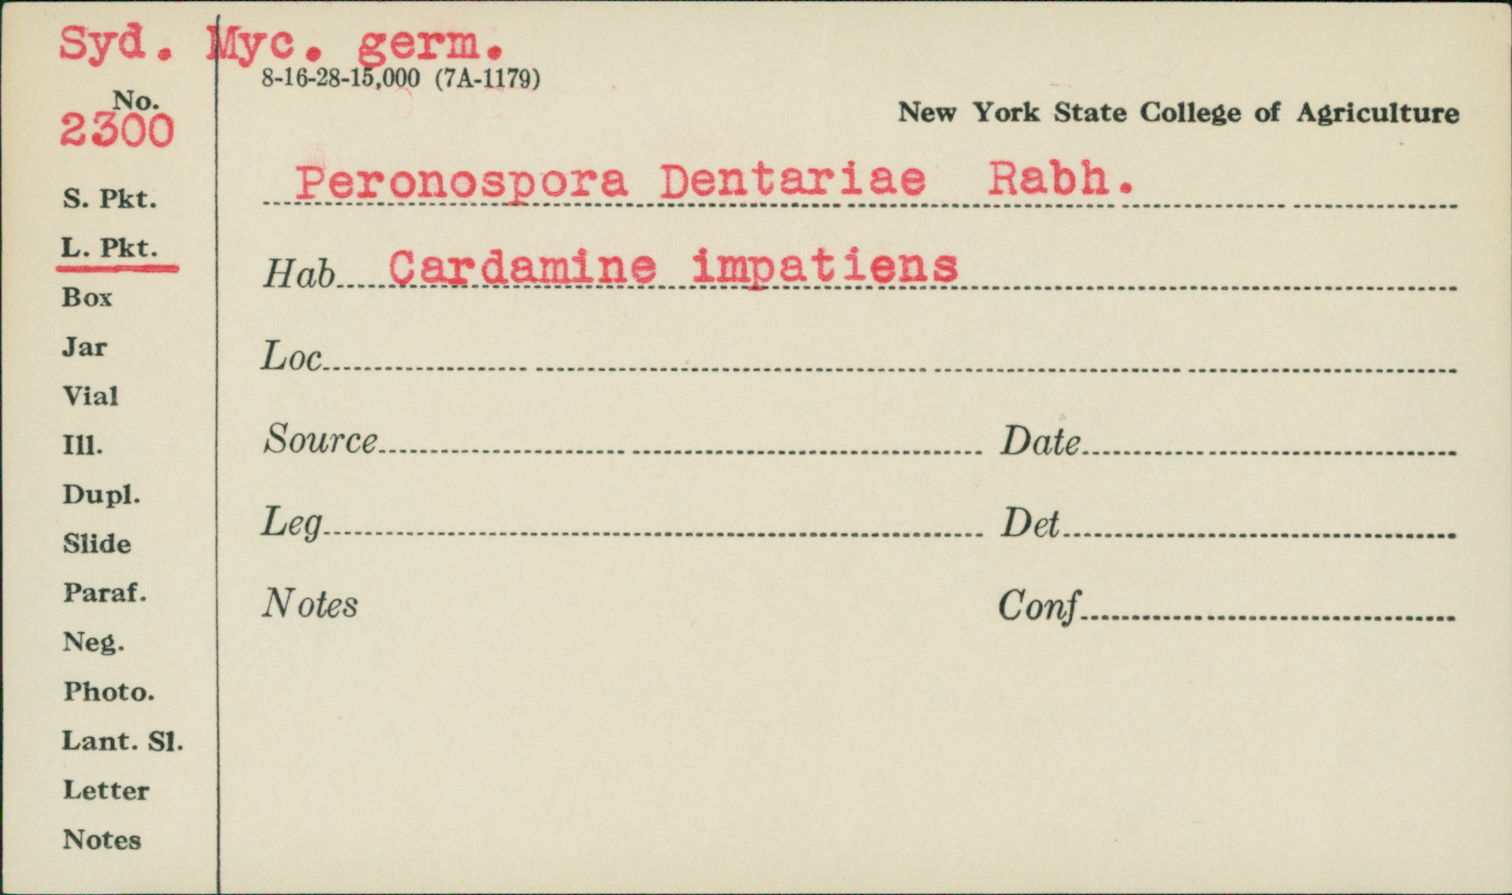 Syd. Myc. germ.
8-16-28-15,000 (7A-1179)
No.
2300
New York State College of Agriculture
Peronospora Dentariae Rabh.
S. Pkt.
L. Pkt.
Box
Jar
Vial
Ill.
Dupl.
Slide
Paraf.
Neg.
Photo.
Lant. Sl.
Letter
Notes
Hab Cardamine impatiens
Loc
Source Date
Leg Det
Notes Conf